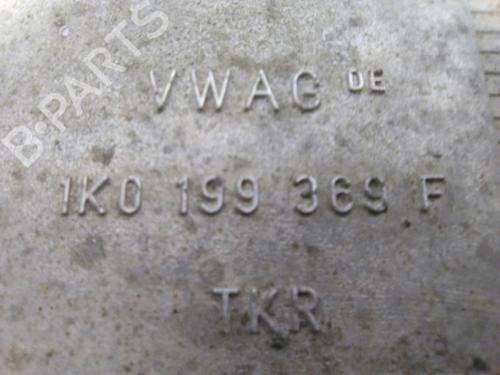 B-PARTS
VWAG DE
1K0 199 369 F
TKR